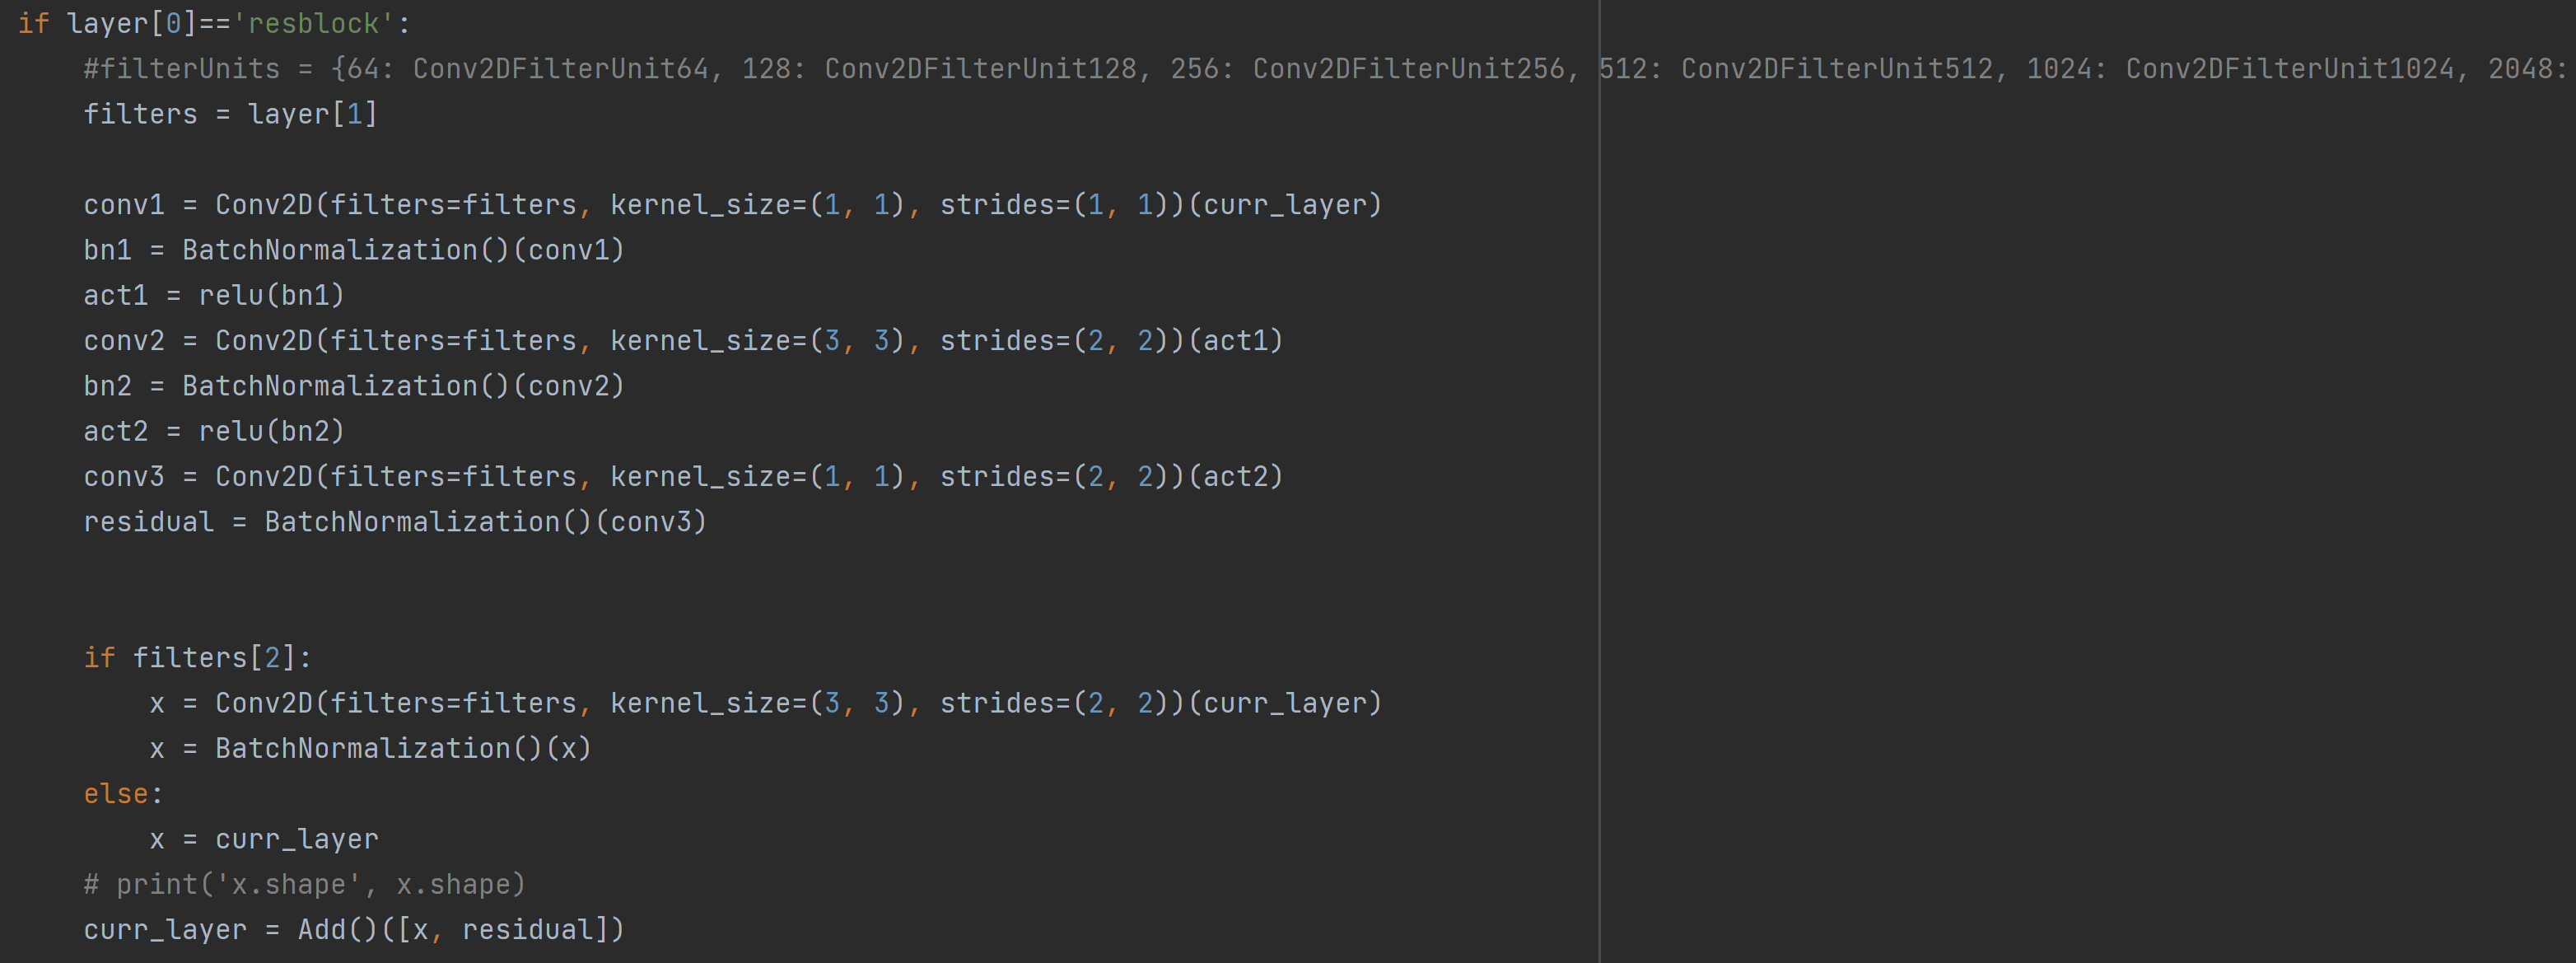 if layer[0]=='resblock':
    #filterUnits = {64: Conv2DFilterUnit64, 128: Conv2DFilterUnit128, 256: Conv2DFilterUnit256, 512: Conv2DFilterUnit512, 1024: Conv2DFilterUnit1024, 2048:
    filters = layer[1]
    conv1 = Conv2D(filters=filters, kernel_size=(1, 1), strides=(1, 1))(curr_layer)
    bn1 = BatchNormalization()(conv1)
    act1 = relu(bn1)
    conv2 = Conv2D(filters=filters, kernel_size=(3, 3), strides=(2, 2))(act1)
    bn2 = BatchNormalization()(conv2)
    act2 = relu(bn2)
    conv3 = Conv2D(filters=filters, kernel_size=(1, 1), strides=(2, 2))(act2)
    residual = BatchNormalization()(conv3)
    if filters[2]:
        x = Conv2D(filters=filters, kernel_size=(3, 3), strides=(2, 2))(curr_layer)
        x = BatchNormalization()(x)
    else:
        x = curr_layer
    # print('x.shape', x.shape)
    curr_layer = Add()([x, residual])